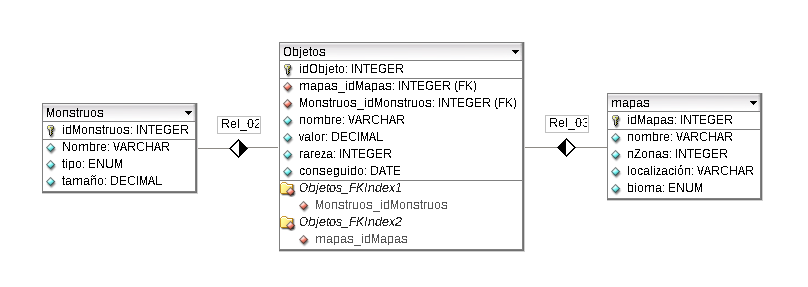 Monstruos
idMonstruos: INTEGER
Nombre: VARCHAR
tipo: ENUM
tamaño: DECIMAL
Rel_02
Objetos
idObjeto: INTEGER
mapas_idMapas: INTEGER (FK)
Monstruos_idMonstruos: INTEGER (FK)
nombre: VARCHAR
valor: DECIMAL
rareza: INTEGER
conseguido: DATE
Objetos_FKIndex1
Monstruos_idMonstruos
Objetos_FKIndex2
mapas_idMapas
Rel_03
mapas
idMapas: INTEGER
nombre: VARCHAR
nZonas: INTEGER
localización: VARCHAR
bioma: ENUM